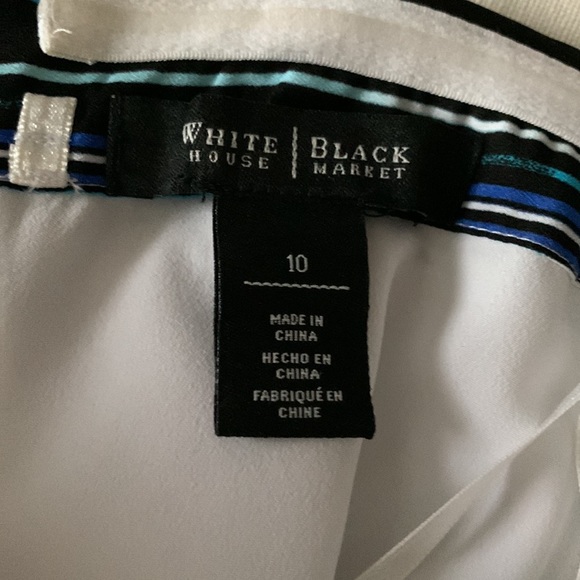 WHITE | BLACK
HOUSE | MARKET
10
MADE IN
CHINA
HECHO EN
CHINA
FABRIQUÉ EN
CHINE